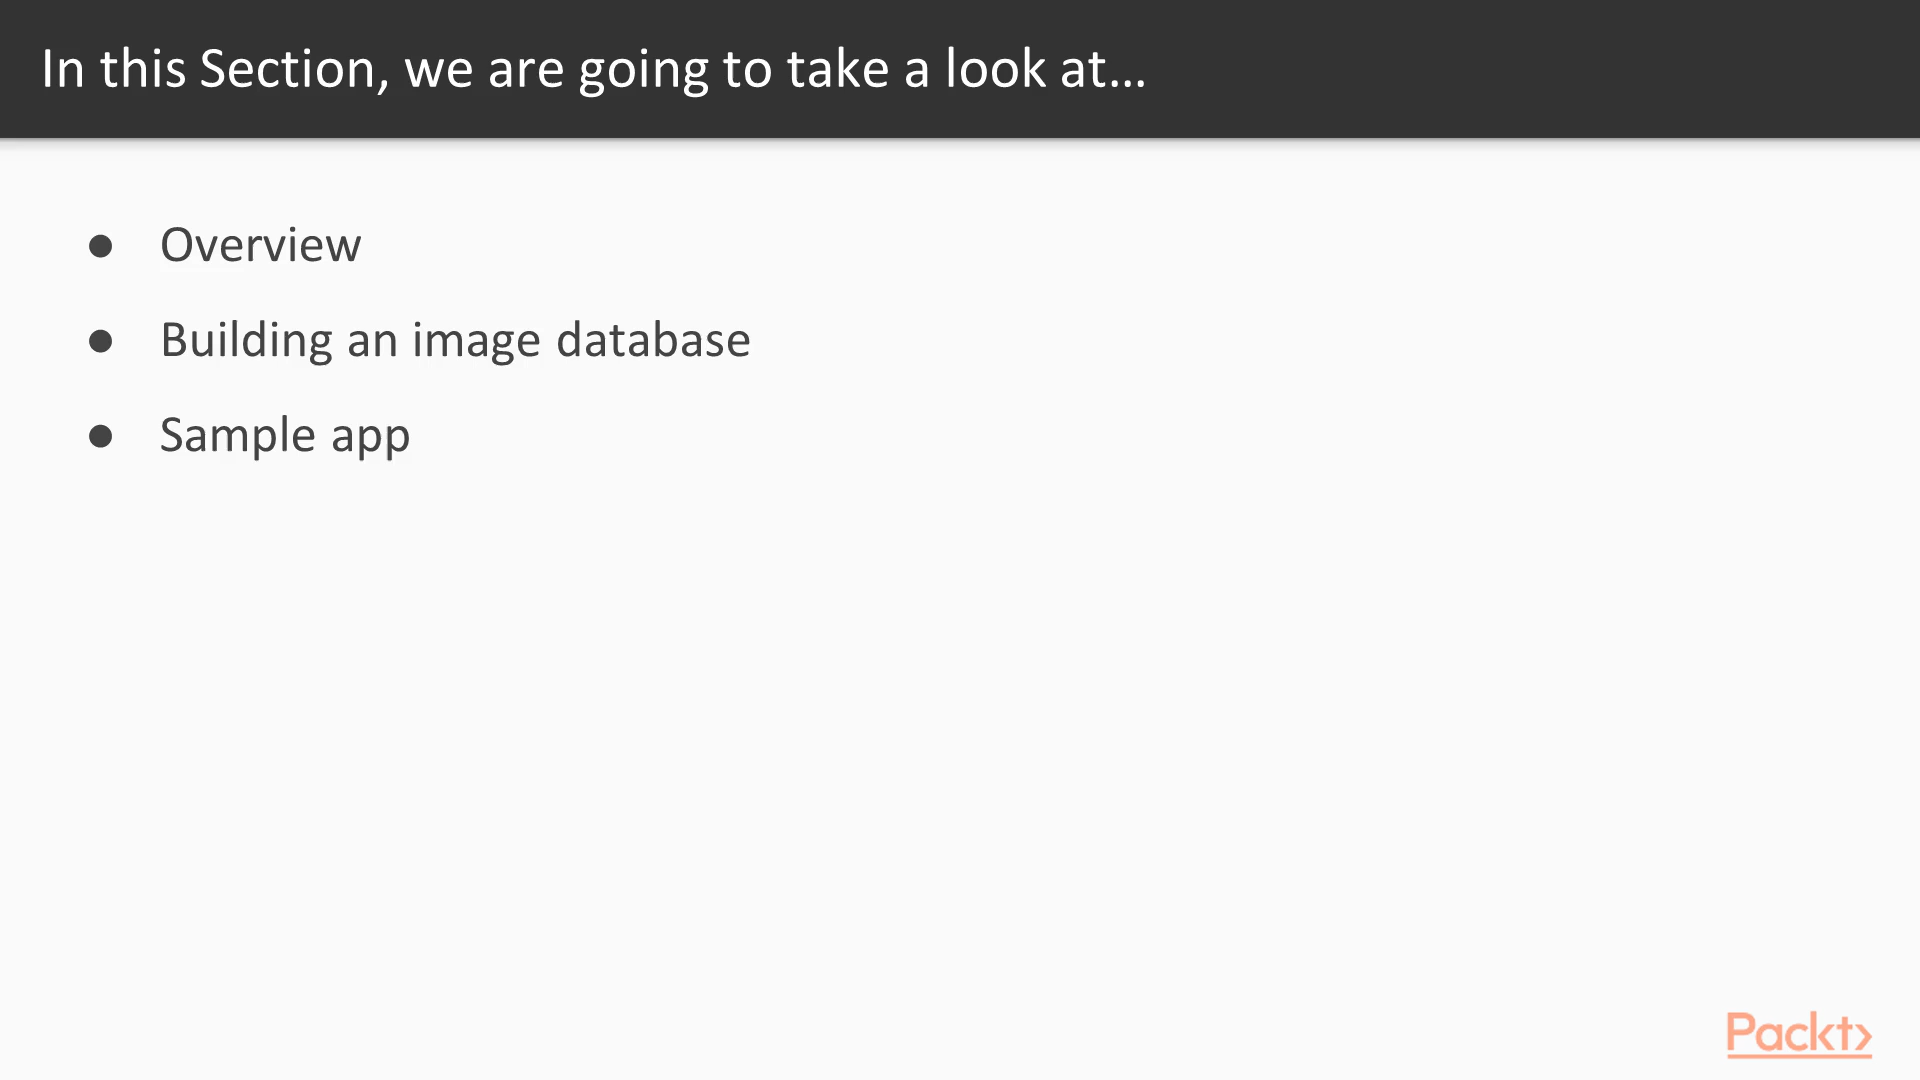 In this Section, we are going to take a look at...
● Overview
● Building an image database
● Sample app
Packt>